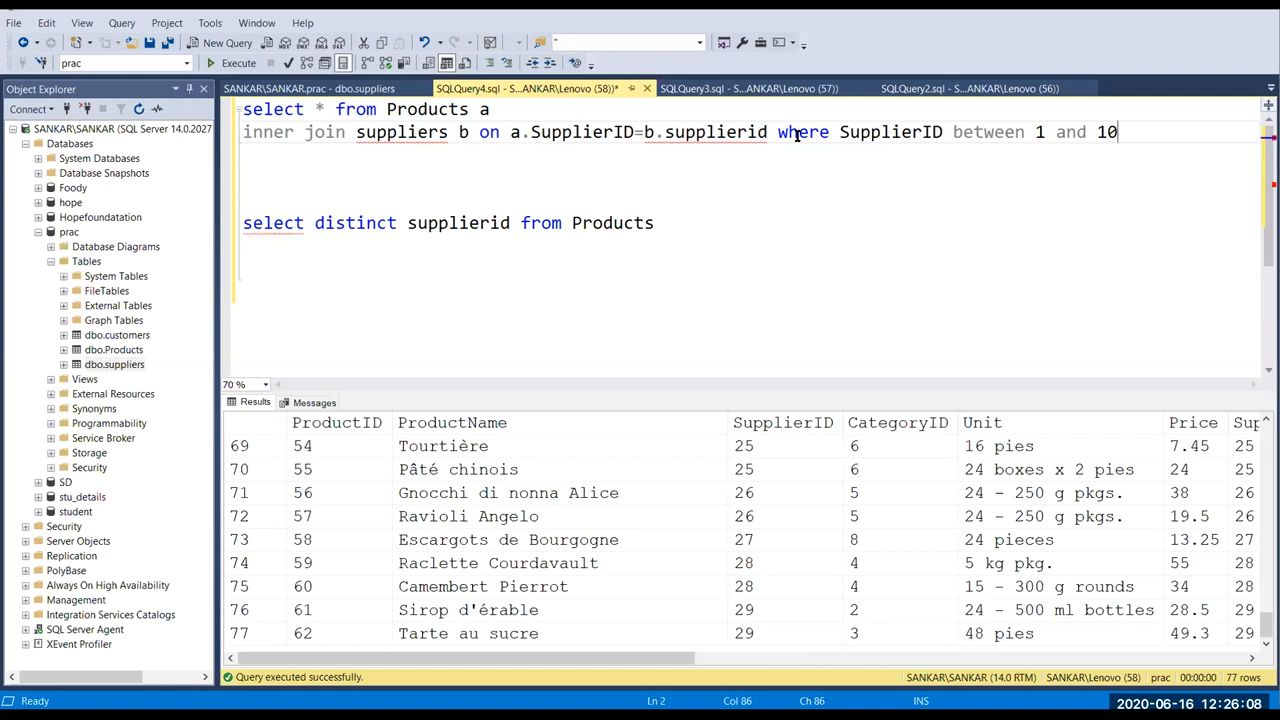 File Edit View Query Project Tools Window Help
New Query
prac Execute
Object Explorer
SANKAR/SANKAR.prac - dbo.suppliers SQLQuery4.sql - S...ANKAR\Lenovo (58))* SQLQuery3.sql - S...ANKAR\Lenovo (57)) SQLQuery2.sql - S...ANKAR\Lenovo (56))
Connect
SANKAR/SANKAR (SQL Server 14.0.2027
Databases
System Databases
Database Snapshots
Foody
hope
Hopefoundatation
prac
Database Diagrams
Tables
System Tables
FileTables
External Tables
Graph Tables
dbo.customers
dbo.Products
dbo.suppliers
Views
External Resources
Synonyms
Programmability
Service Broker
Storage
Security
SD
stu_details
student
Security
Server Objects
Replication
PolyBase
Always On High Availability
Management
Integration Services Catalogs
SQL Server Agent
XEvent Profiler
select * from Products a
inner join suppliers b on a.SupplierID=b.supplierid where SupplierID between 1 and 10
select distinct supplierid from Products
70 %
Results Messages
ProductID ProductName SupplierID CategoryID Unit Price Sup
69 54 Tourtière 25 6 16 pies 7.45 25
70 55 Pâté chinois 25 6 24 boxes x 2 pies 24 25
71 56 Gnocchi di nonna Alice 26 5 24 - 250 g pkgs. 38 26
72 57 Ravioli Angelo 26 5 24 - 250 g pkgs. 19.5 26
73 58 Escargots de Bourgogne 27 8 24 pieces 13.25 27
74 59 Raclette Courdavault 28 4 5 kg pkg. 55 28
75 60 Camembert Pierrot 28 4 15 - 300 g rounds 34 28
76 61 Sirop d'érable 29 2 24 - 500 ml bottles 28.5 29
77 62 Tarte au sucre 29 3 48 pies 49.3 29
Query executed successfully. SANKAR\SANKAR (14.0 RTM) SANKAR\Lenovo (58) prac 00:00:00 77 rows
Ready Ln 2 Col 86 Ch 86 INS
2020-06-16 12:26:08